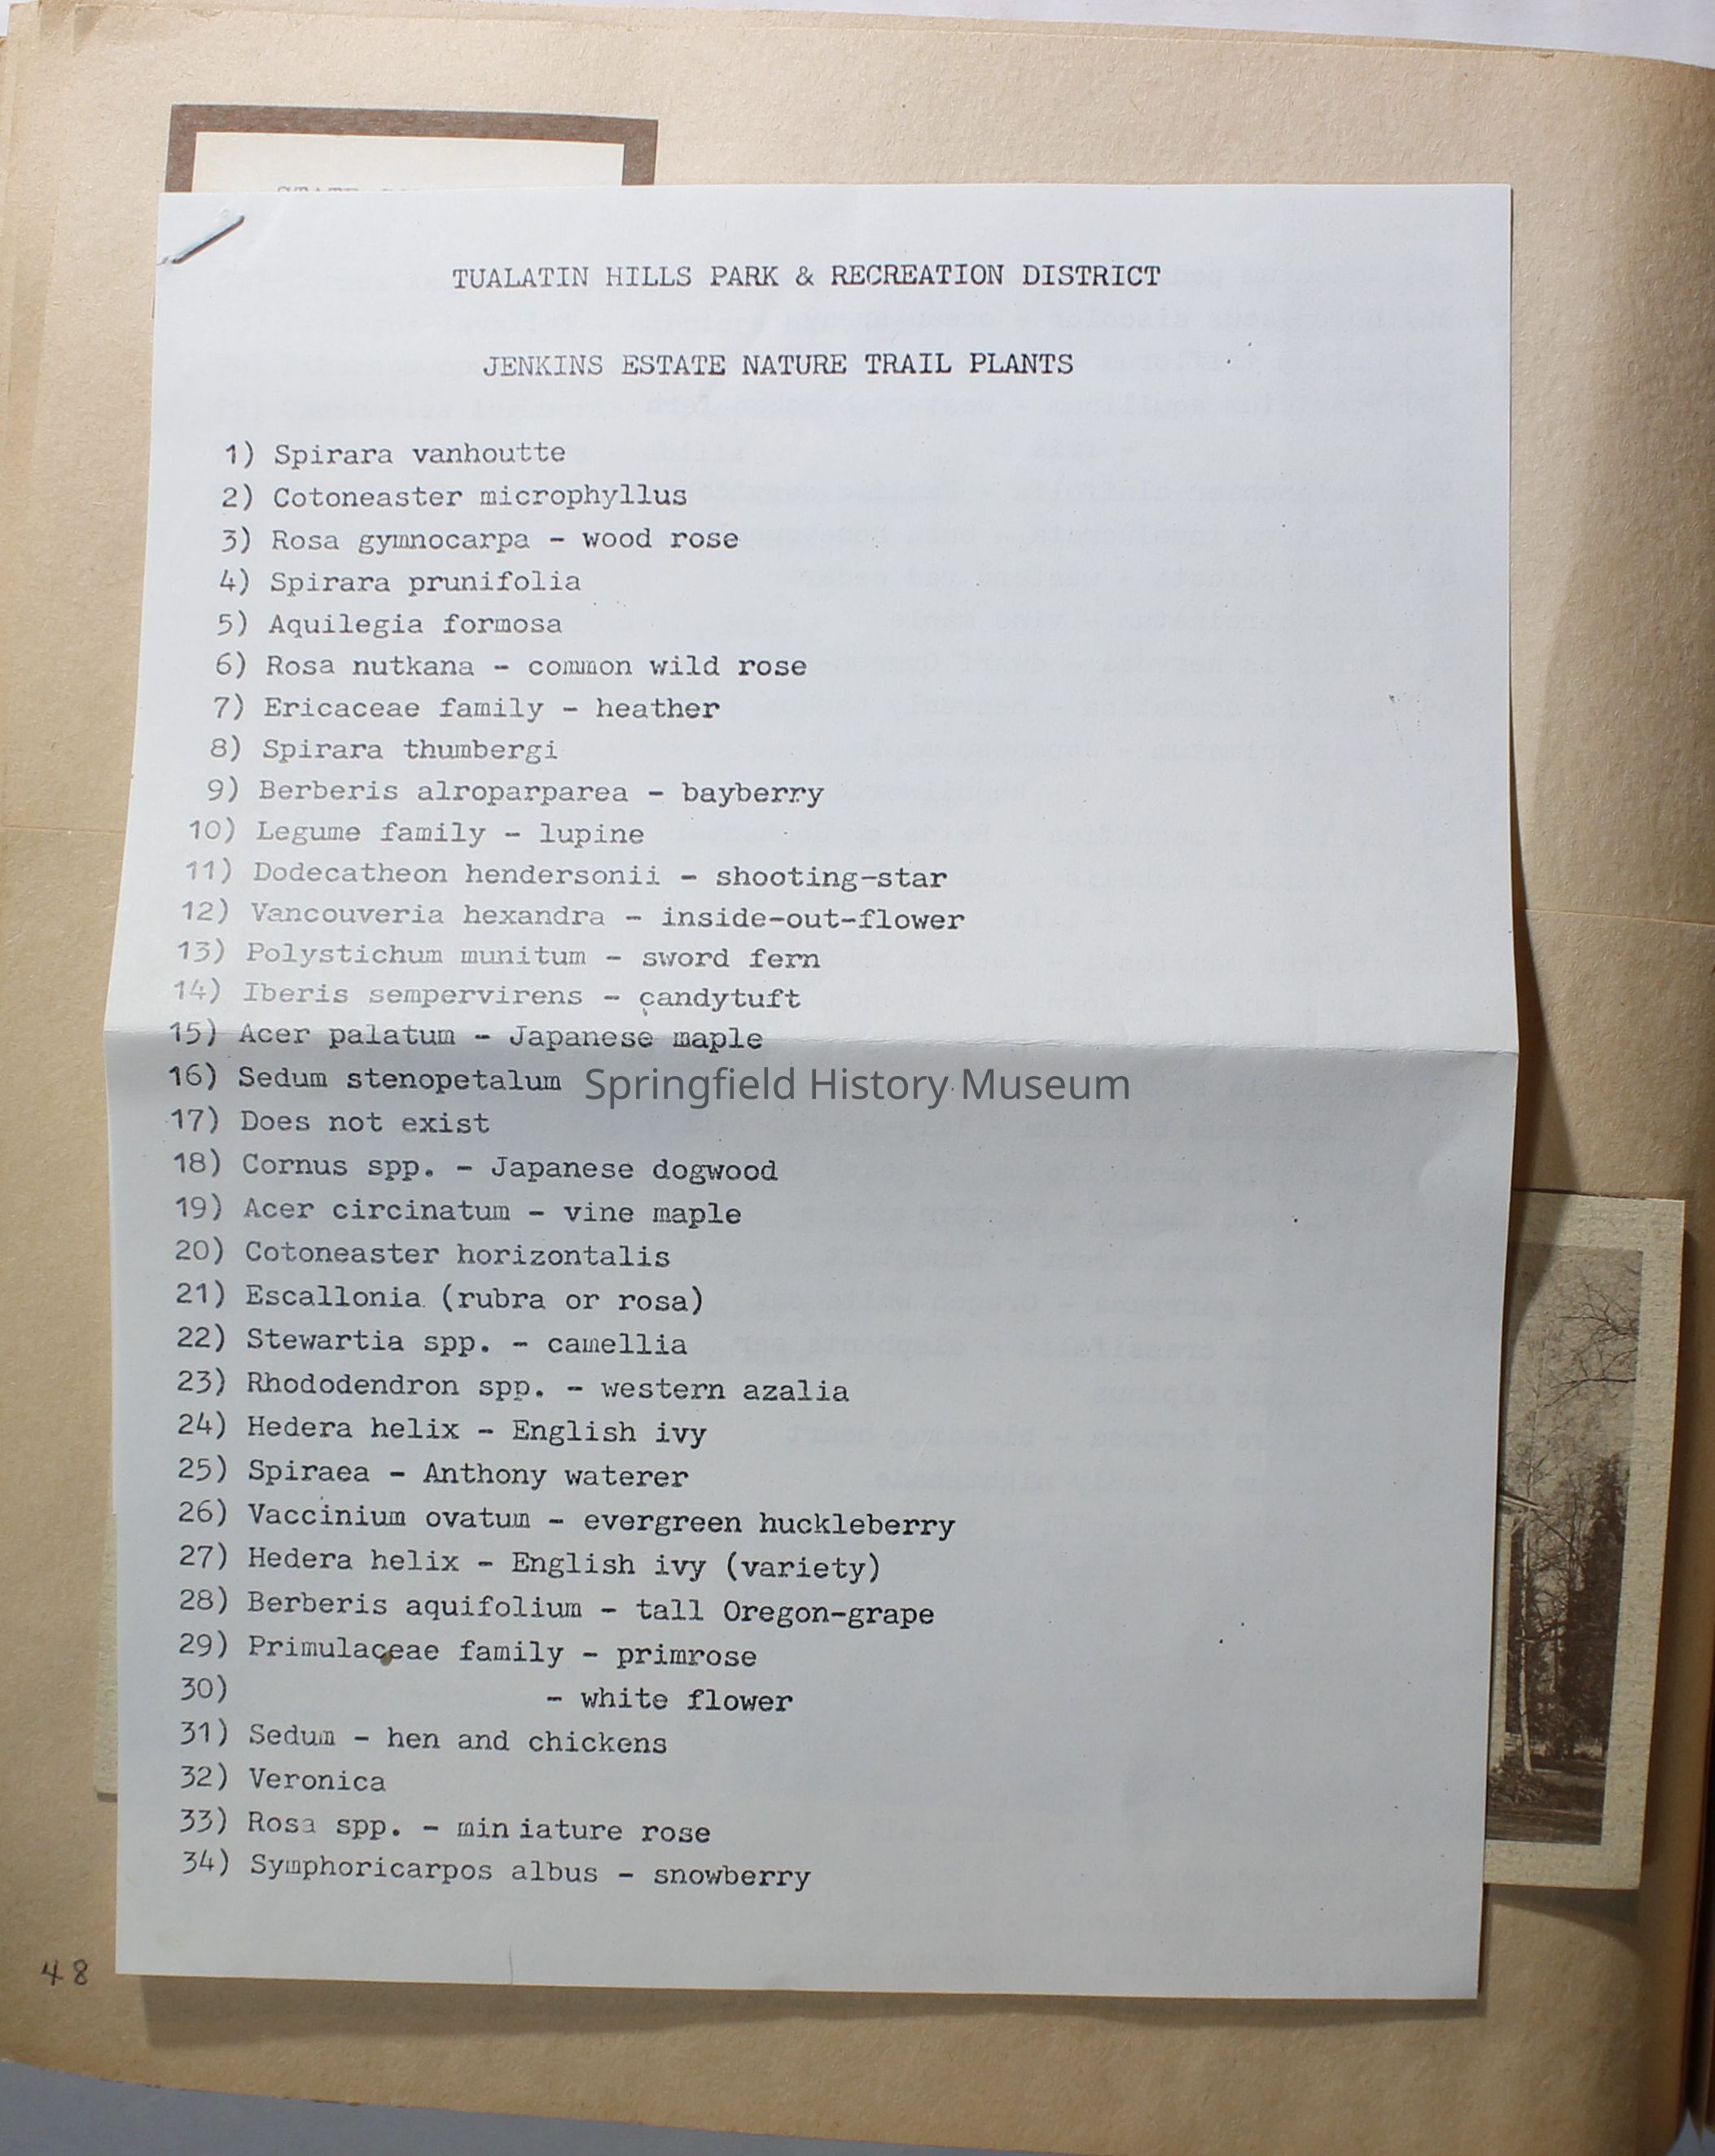 TUALATIN HILLS PARK & RECREATION DISTRICT
JENKINS ESTATE NATURE TRAIL PLANTS
1) Spirara vanhoutte
2) Cotoneaster microphyllus
3) Rosa gymnocarpa - wood rose
4) Spirara prunifolia
5) Aquilegia formosa
6) Rosa nutkana - common wild rose
7) Ericaceae family - heather
8) Spirara thumbergi
9) Berberis alroparparea - bayberry
10) Legume family - lupine
11) Dodecatheon hendersonii - shooting-star
12) Vancouveria hexandra - inside-out-flower
13) Polystichum munitum - sword fern
14) Iberis sempervirens - candytuft
15) Acer palatum - Japanese maple
16) Sedum stenopetalum
Springfield History Museum
17) Does not exist
18) Cornus spp. - Japanese dogwood
19) Acer circinatum - vine maple
20) Cotoneaster horizontalis
21) Escallonia (rubra or rosa)
22) Stewartia spp. - camellia
23) Rhododendron spp. - western azalia
24) Hedera helix - English ivy
25) Spiraea - Anthony waterer
26) Vaccinium ovatum - evergreen huckleberry
27) Hedera helix - English ivy (variety)
28) Berberis aquifolium - tall Oregon-grape
29) Primulaceae family - primrose
30) - white flower
31) Sedum - hen and chickens
32) Veronica
33) Rosa spp. - min iature rose
34) Symphoricarpos albus - snowberry
48